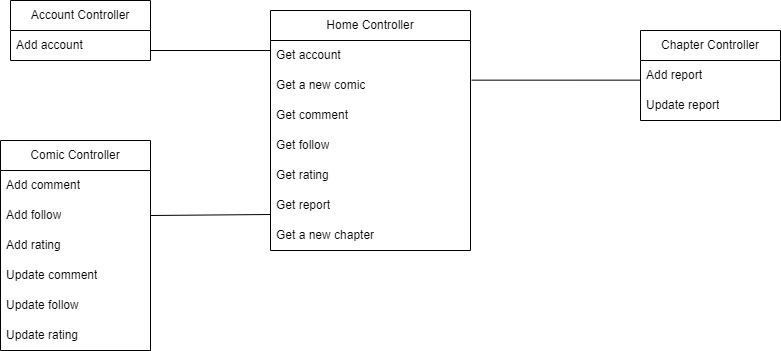 Account Controller
Add account
Home Controller
Get account
Get a new comic
Get comment
Get follow
Get rating
Get report
Get a new chapter
Chapter Controller
Add report
Update report
Comic Controller
Add comment
Add follow
Add rating
Update comment
Update follow
Update rating